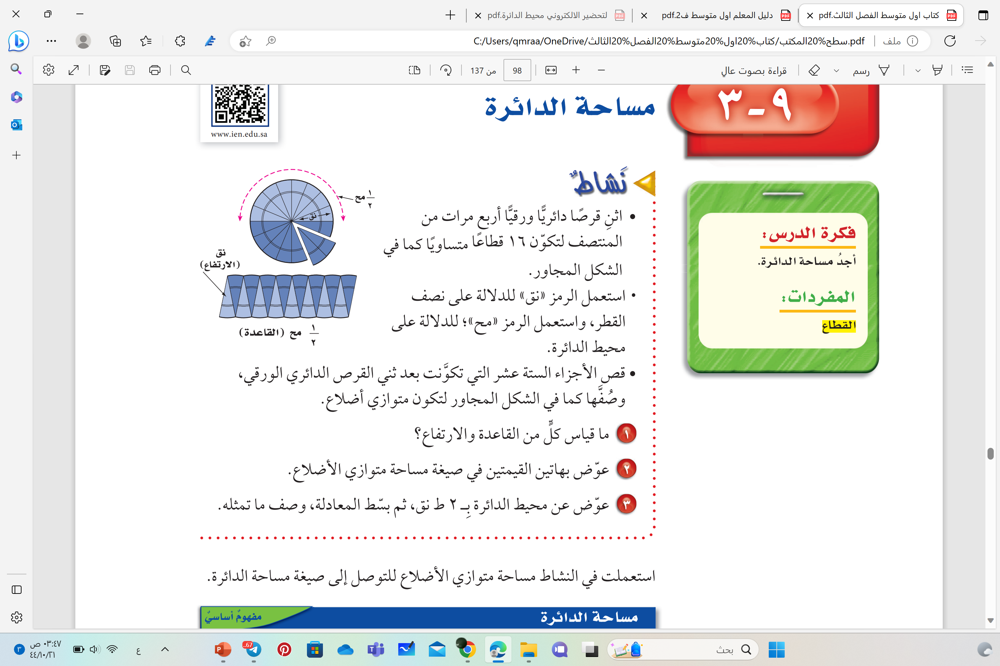 كتاب اول متوسط الفصل الثالث.pdf
دليل المعلم اول متوسط ف2.pdf
لتحضير الالكتروني محيط الدائرة.pdf
ملف
C:/Users/qmraa/OneDrive/سطح%20المكتب/كتاب%20اول%20متوسط%20الفصل%20الثالث.pdf
رسم
قراءة بصوت عالٍ
98
من 137
٩-٣
مساحة الدائرة
www.ien.edu.sa
فكرة الدرس:
أجدُ مساحة الدائرة.
المفردات:
القطاع
نَشاطٌ
• اثنِ قرصًا دائريًّا ورقيًّا أربع مرات من
المنتصف لتكوّن ١٦ قطاعًا متساويًا كما في
الشكل المجاور.
• استعمل الرمز «نق» للدلالة على نصف
القطر، واستعمل الرمز «مح»؛ للدلالة على
محيط الدائرة.
• قص الأجزاء الستة عشر التي تكوَّنت بعد ثني القرص الدائري الورقي،
وصُفَّها كما في الشكل المجاور لتكون متوازي أضلاع.
١/٢ مح
نق
نق
(الارتفاع)
١/٢ مح (القاعدة)
١ ما قياس كلٍّ من القاعدة والارتفاع؟
٢ عوّض بهاتين القيمتين في صيغة مساحة متوازي الأضلاع.
٣ عوّض عن محيط الدائرة بِـ ٢ ط نق، ثم بسّط المعادلة، وصف ما تمثله.
استعملت في النشاط مساحة متوازي الأضلاع للتوصل إلى صيغة مساحة الدائرة.
مساحة الدائرة
مفهومٌ أساسيٌ
بحث
67..
ع
٠٣:٤٧ ص
٤٤/١٠/٢١
٣